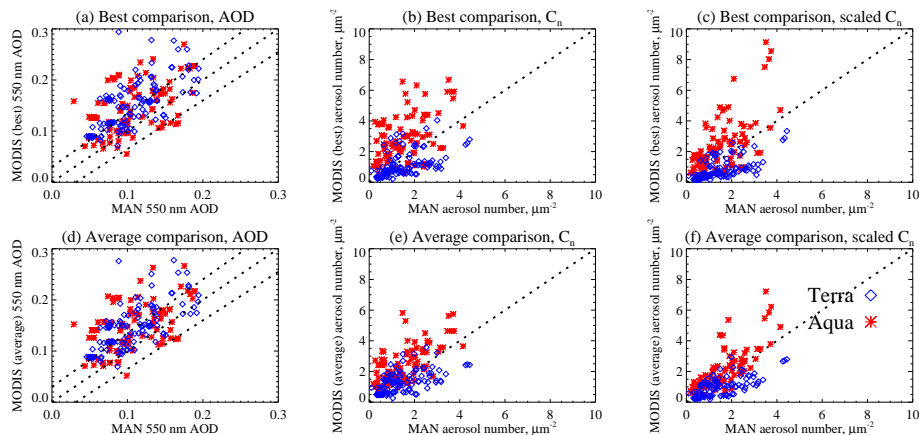 (a) Best comparison, AOD
(b) Best comparison, Cₙ
(c) Best comparison, scaled Cₙ
MODIS (best) 550 nm AOD
0.3
0.2
0.1
0.0
0.0 0.1 0.2 0.3
MAN 550 nm AOD
MODIS (best) aerosol number, μm⁻²
10
8
6
4
2
0
0 2 4 6 8 10
MAN aerosol number, μm⁻²
MODIS (best) aerosol number, μm⁻²
10
8
6
4
2
0
0 2 4 6 8 10
MAN aerosol number, μm⁻²
(d) Average comparison, AOD
(e) Average comparison, Cₙ
(f) Average comparison, scaled Cₙ
MODIS (average) 550 nm AOD
0.3
0.2
0.1
0.0
0.0 0.1 0.2 0.3
MAN 550 nm AOD
MODIS (average) aerosol number, μm⁻²
10
8
6
4
2
0
0 2 4 6 8 10
MAN aerosol number, μm⁻²
MODIS (average) aerosol number, μm⁻²
10
8
6
4
2
0
0 2 4 6 8 10
MAN aerosol number, μm⁻²
Terra
Aqua